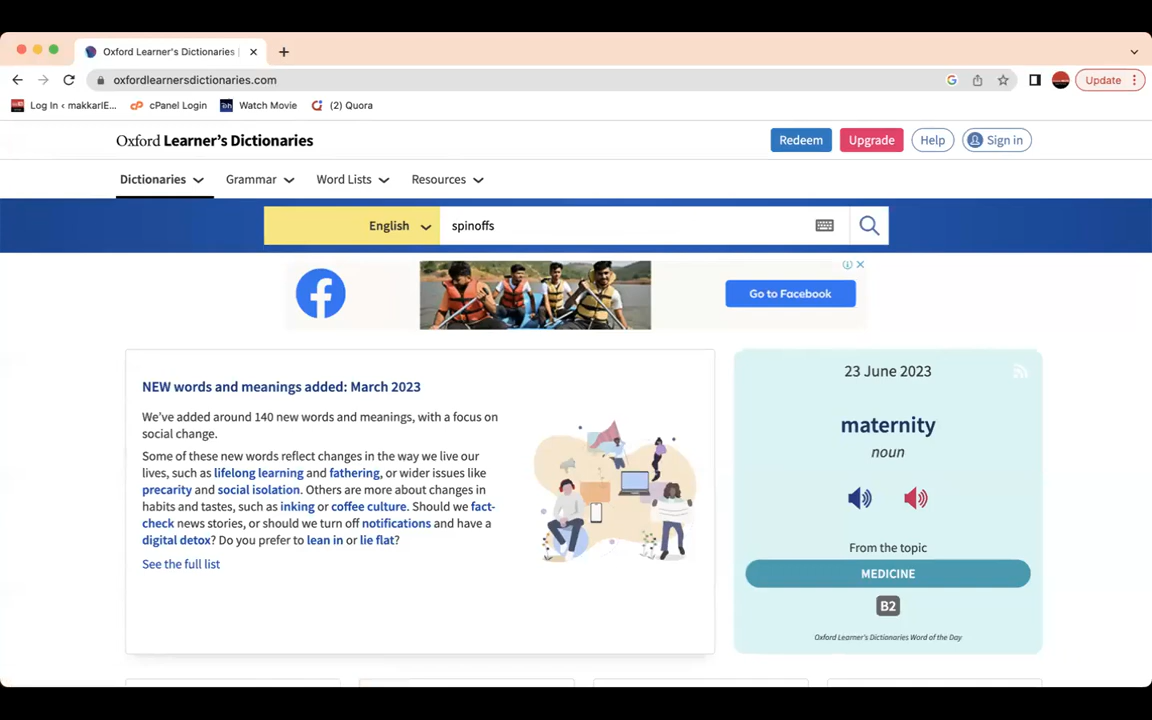 Oxford Learner's Dictionaries |
oxfordlearnersdictionaries.com
Update
Log In ‹ makkarIE...
cPanel Login
Watch Movie
(2) Quora
Oxford Learner's Dictionaries
Redeem
Upgrade
Help
Sign in
Dictionaries
Grammar
Word Lists
Resources
English
spinoffs
Go to Facebook
NEW words and meanings added: March 2023
We've added around 140 new words and meanings, with a focus on
social change.
Some of these new words reflect changes in the way we live our
lives, such as lifelong learning and fathering, or wider issues like
precarity and social isolation. Others are more about changes in
habits and tastes, such as inking or coffee culture. Should we fact-
check news stories, or should we turn off notifications and have a
digital detox? Do you prefer to lean in or lie flat?
See the full list
23 June 2023
maternity
noun
From the topic
MEDICINE
B2
Oxford Learner's Dictionaries Word of the Day